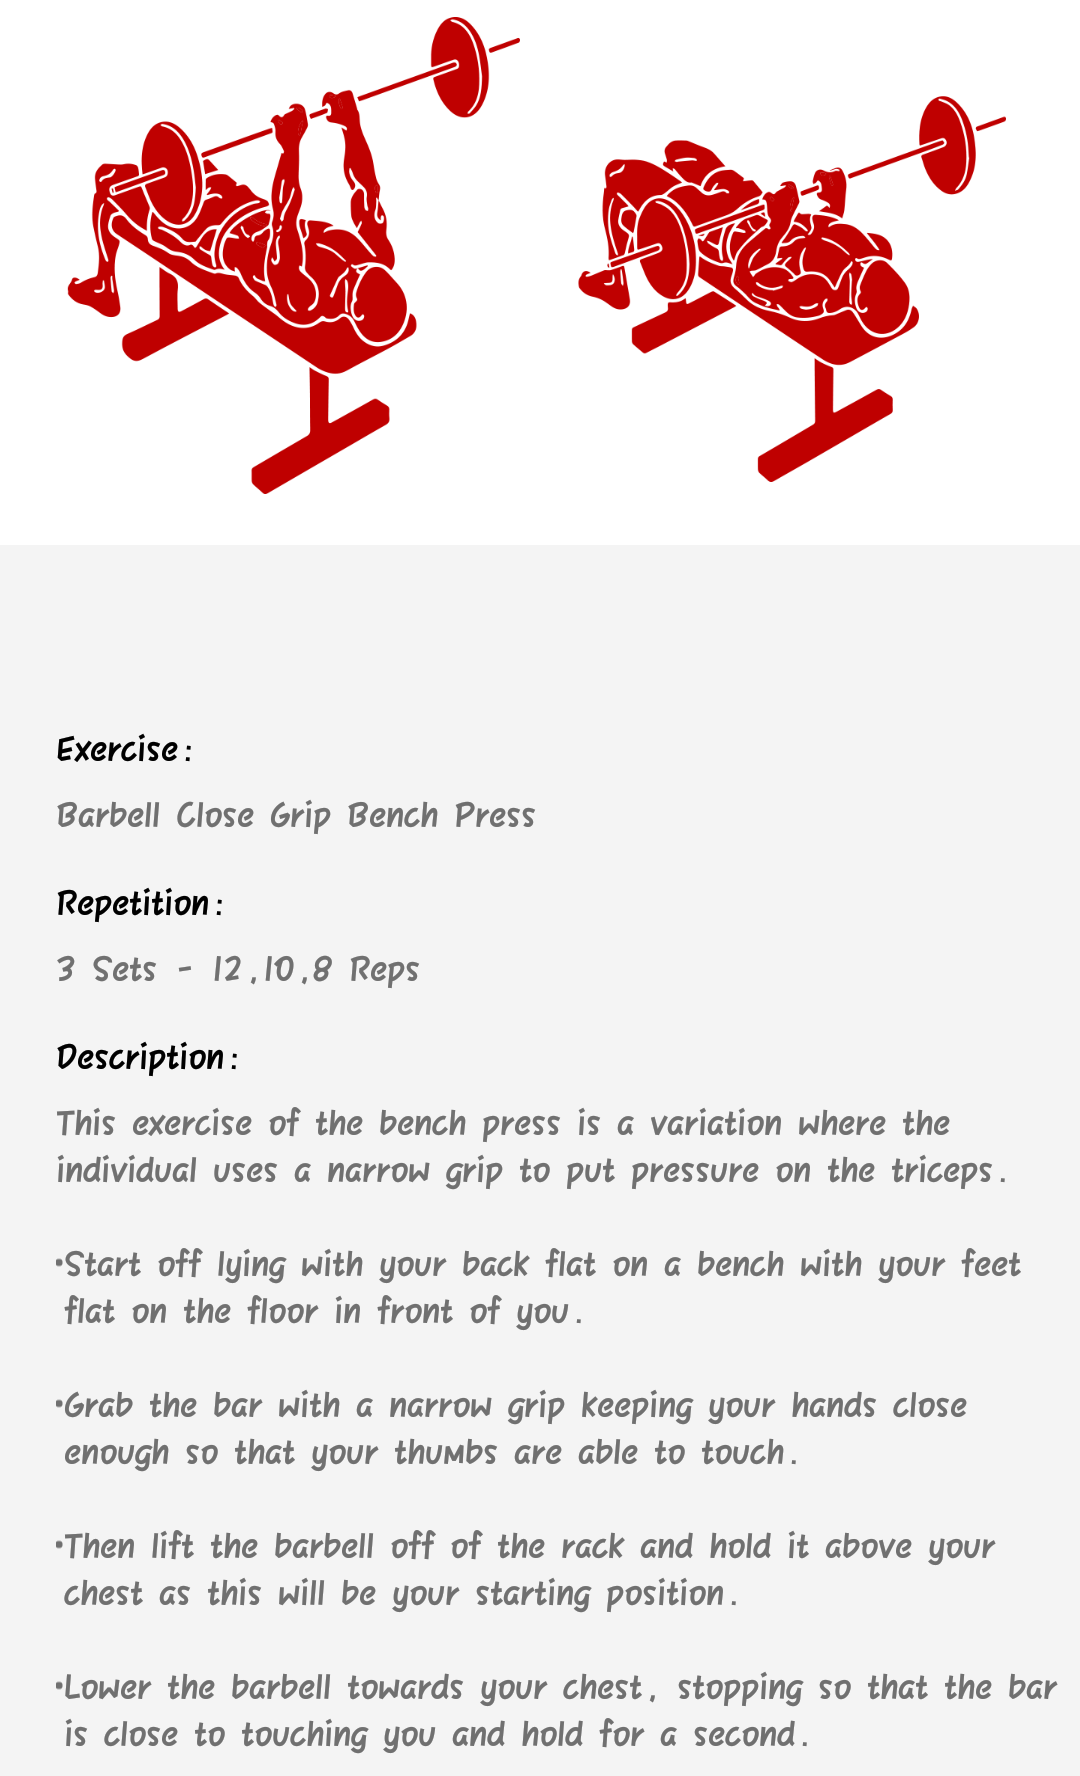 Exercise:
Barbell Close Grip Bench Press
Repetition:
3 Sets - 12,10,8 Reps
Description:
This exercise of the bench press is a variation where the
individual uses a narrow grip to put pressure on the triceps.
•Start off lying with your back flat on a bench with your feet
flat on the floor in front of you.
•Grab the bar with a narrow grip keeping your hands close
enough so that your thumbs are able to touch.
•Then lift the barbell off of the rack and hold it above your
chest as this will be your starting position.
•Lower the barbell towards your chest, stopping so that the bar
is close to touching you and hold for a second.